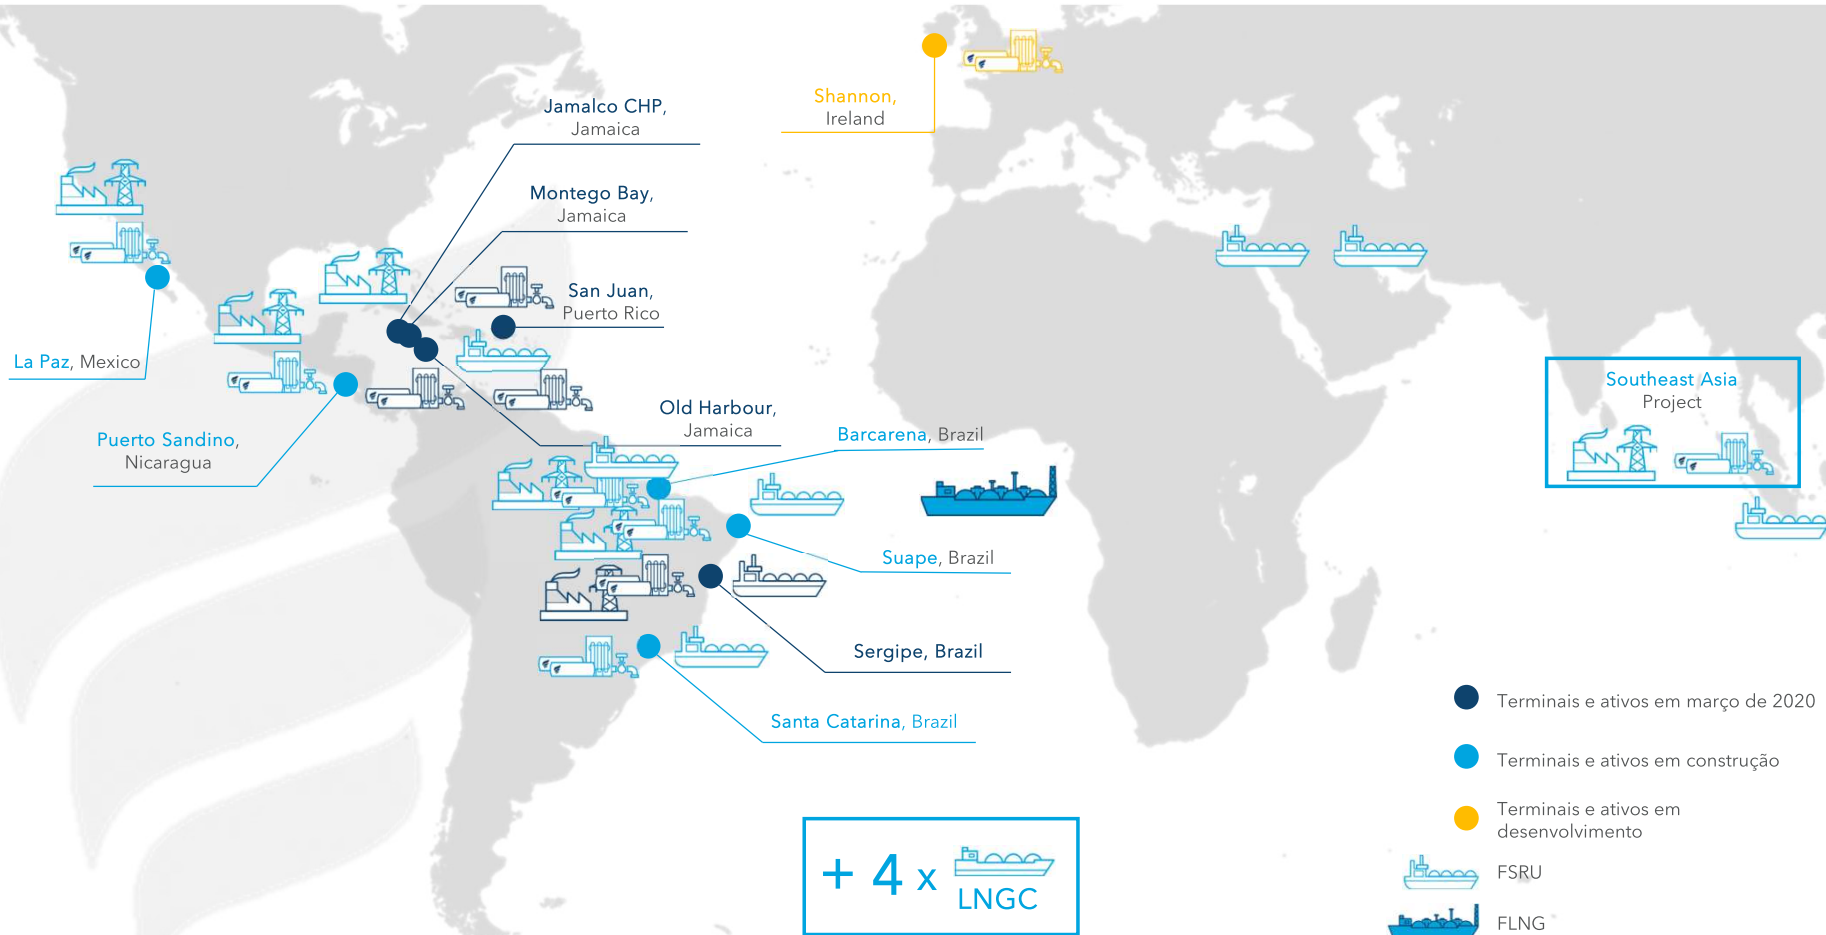 Shannon,
Ireland
Jamalco CHP,
Jamaica
Montego Bay,
Jamaica
San Juan,
Puerto Rico
La Paz, Mexico
Puerto Sandino,
Nicaragua
Old Harbour,
Jamaica
Barcarena, Brazil
Suape, Brazil
Sergipe, Brazil
Santa Catarina, Brazil
Southeast Asia
Project
+ 4 x
LNGC
Terminais e ativos em março de 2020
Terminais e ativos em construção
Terminais e ativos em
desenvolvimento
FSRU
FLNG